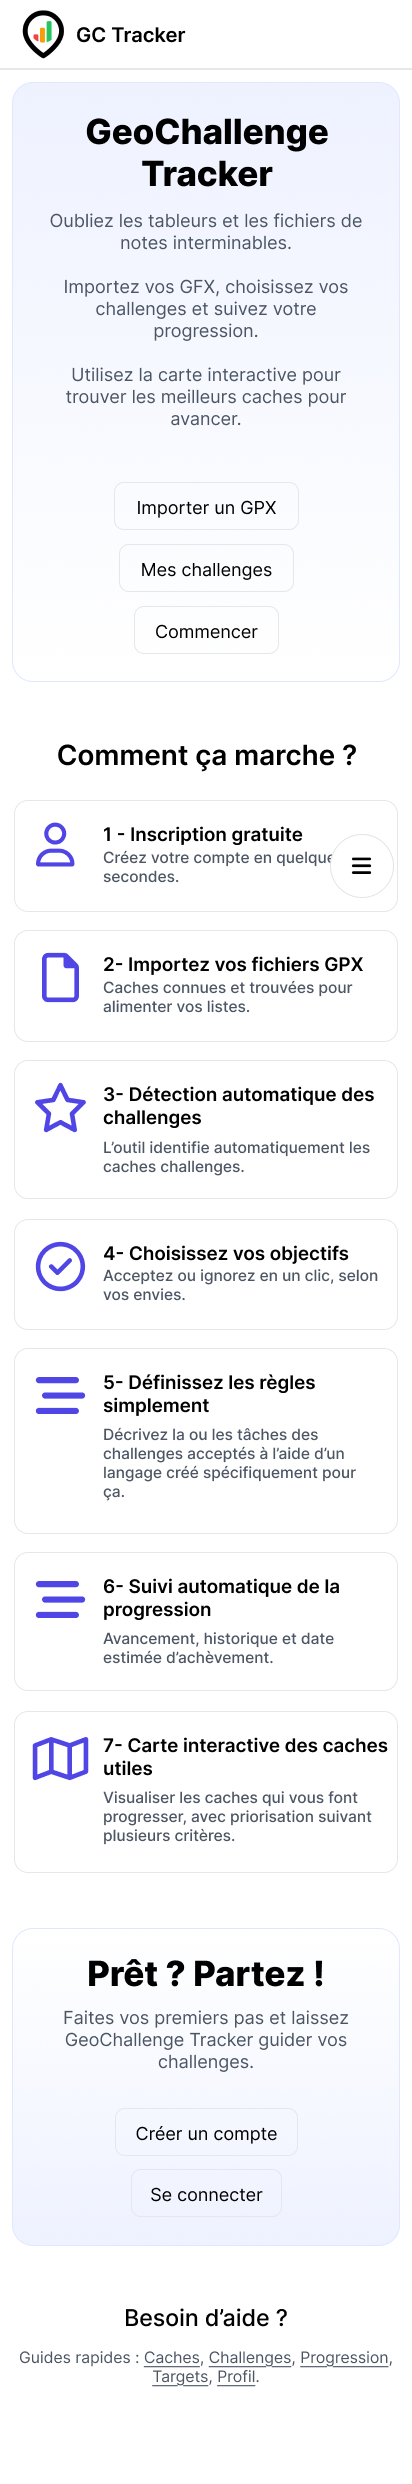 GC Tracker
GeoChallenge
Tracker
Oubliez les tableurs et les fichiers de
notes interminables.
Importez vos GFX, choisissez vos
challenges et suivez votre
progression.
Utilisez la carte interactive pour
trouver les meilleurs caches pour
avancer.
Importer un GPX
Mes challenges
Commencer
Comment ça marche ?
1 - Inscription gratuite
Créez votre compte en quelque
secondes.
2- Importez vos fichiers GPX
Caches connues et trouvées pour
alimenter vos listes.
3- Détection automatique des
challenges
L’outil identifie automatiquement les
caches challenges.
4- Choisissez vos objectifs
Acceptez ou ignorez en un clic, selon
vos envies.
5- Définissez les règles
simplement
Décrivez la ou les tâches des
challenges acceptés à l’aide d’un
langage créé spécifiquement pour
ça.
6- Suivi automatique de la
progression
Avancement, historique et date
estimée d’achèvement.
7- Carte interactive des caches
utiles
Visualiser les caches qui vous font
progresser, avec priorisation suivant
plusieurs critères.
Prêt ? Partez !
Faites vos premiers pas et laissez
GeoChallenge Tracker guider vos
challenges.
Créer un compte
Se connecter
Besoin d’aide ?
Guides rapides : Caches, Challenges, Progression,
Targets, Profil.